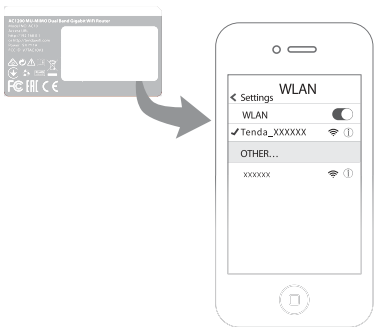 AC1200 MU-MIMO Dual Band Gigabit WiFi Router
FC
EAC
CE
WLAN
Settings
WLAN
Tenda_XXXXXX
OTHER...
xxxxxx